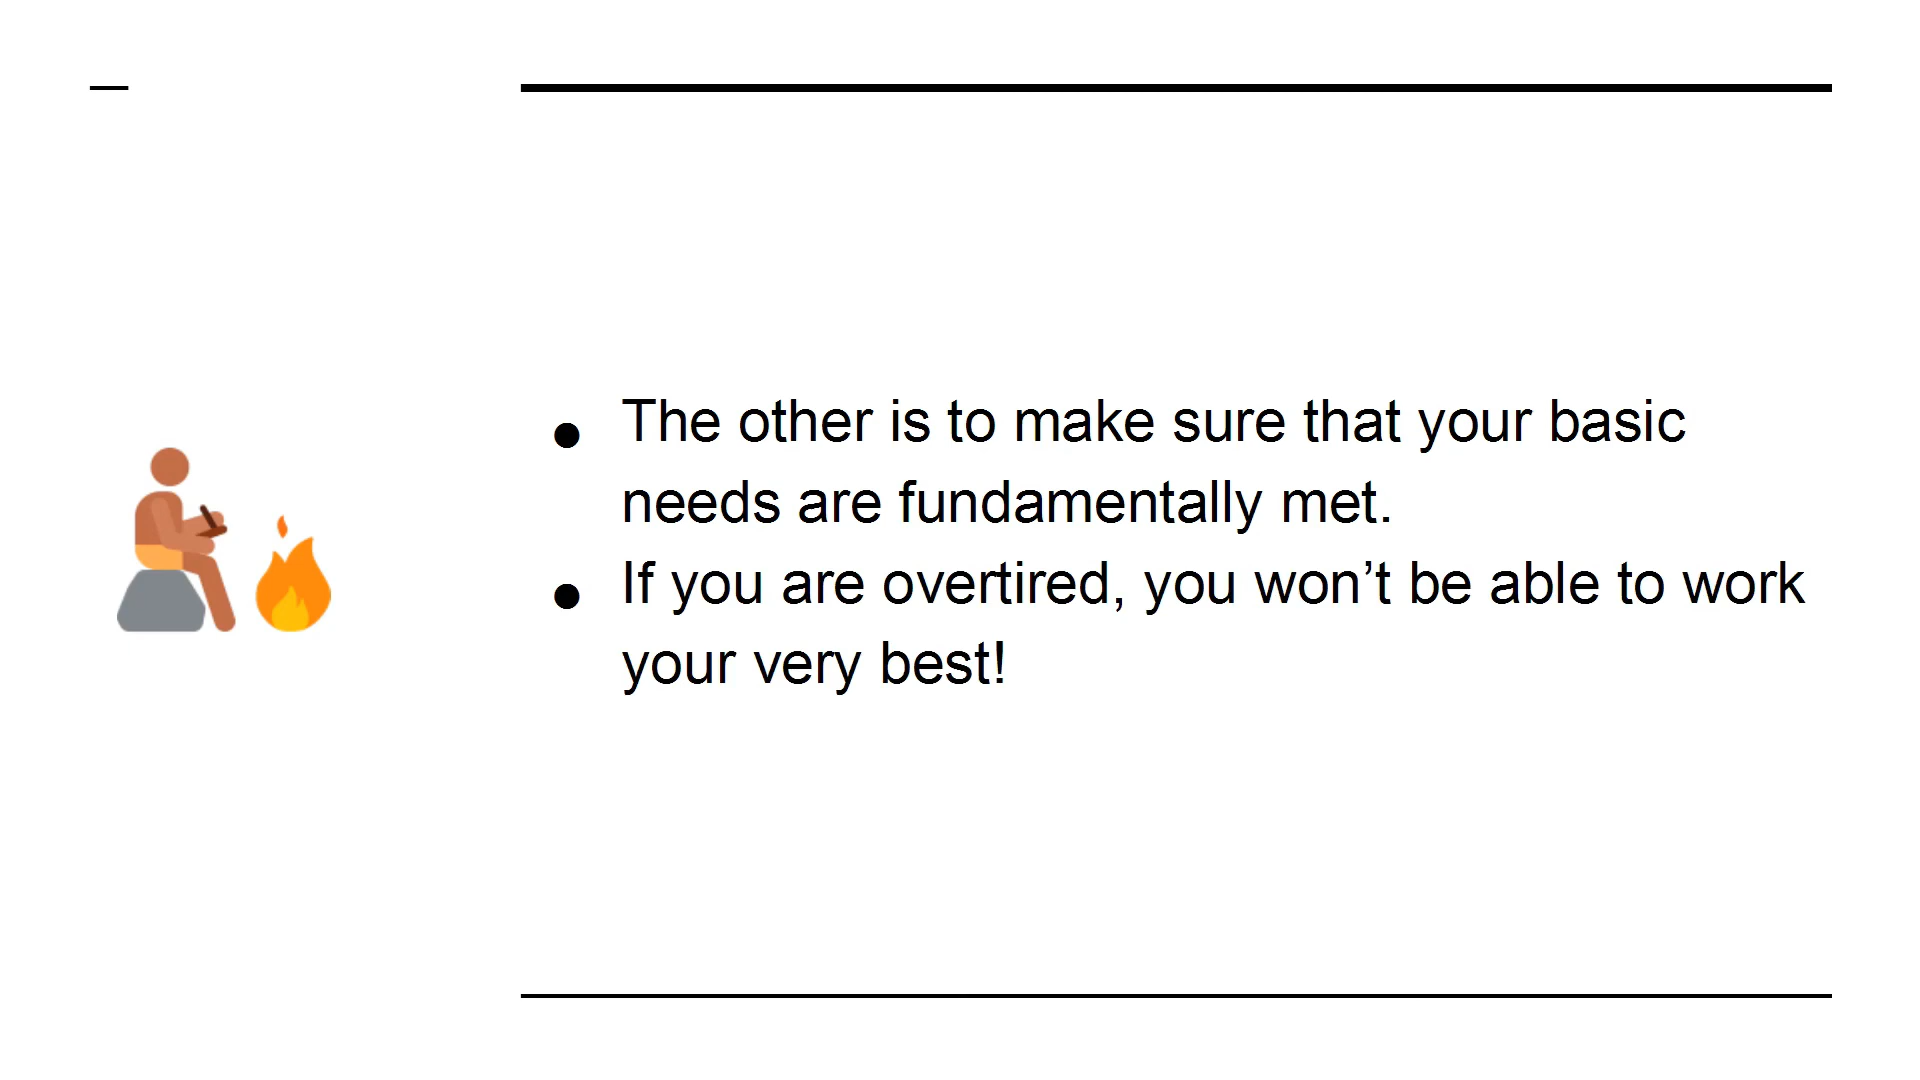 ● The other is to make sure that your basic
needs are fundamentally met.
● If you are overtired, you won’t be able to work
your very best!